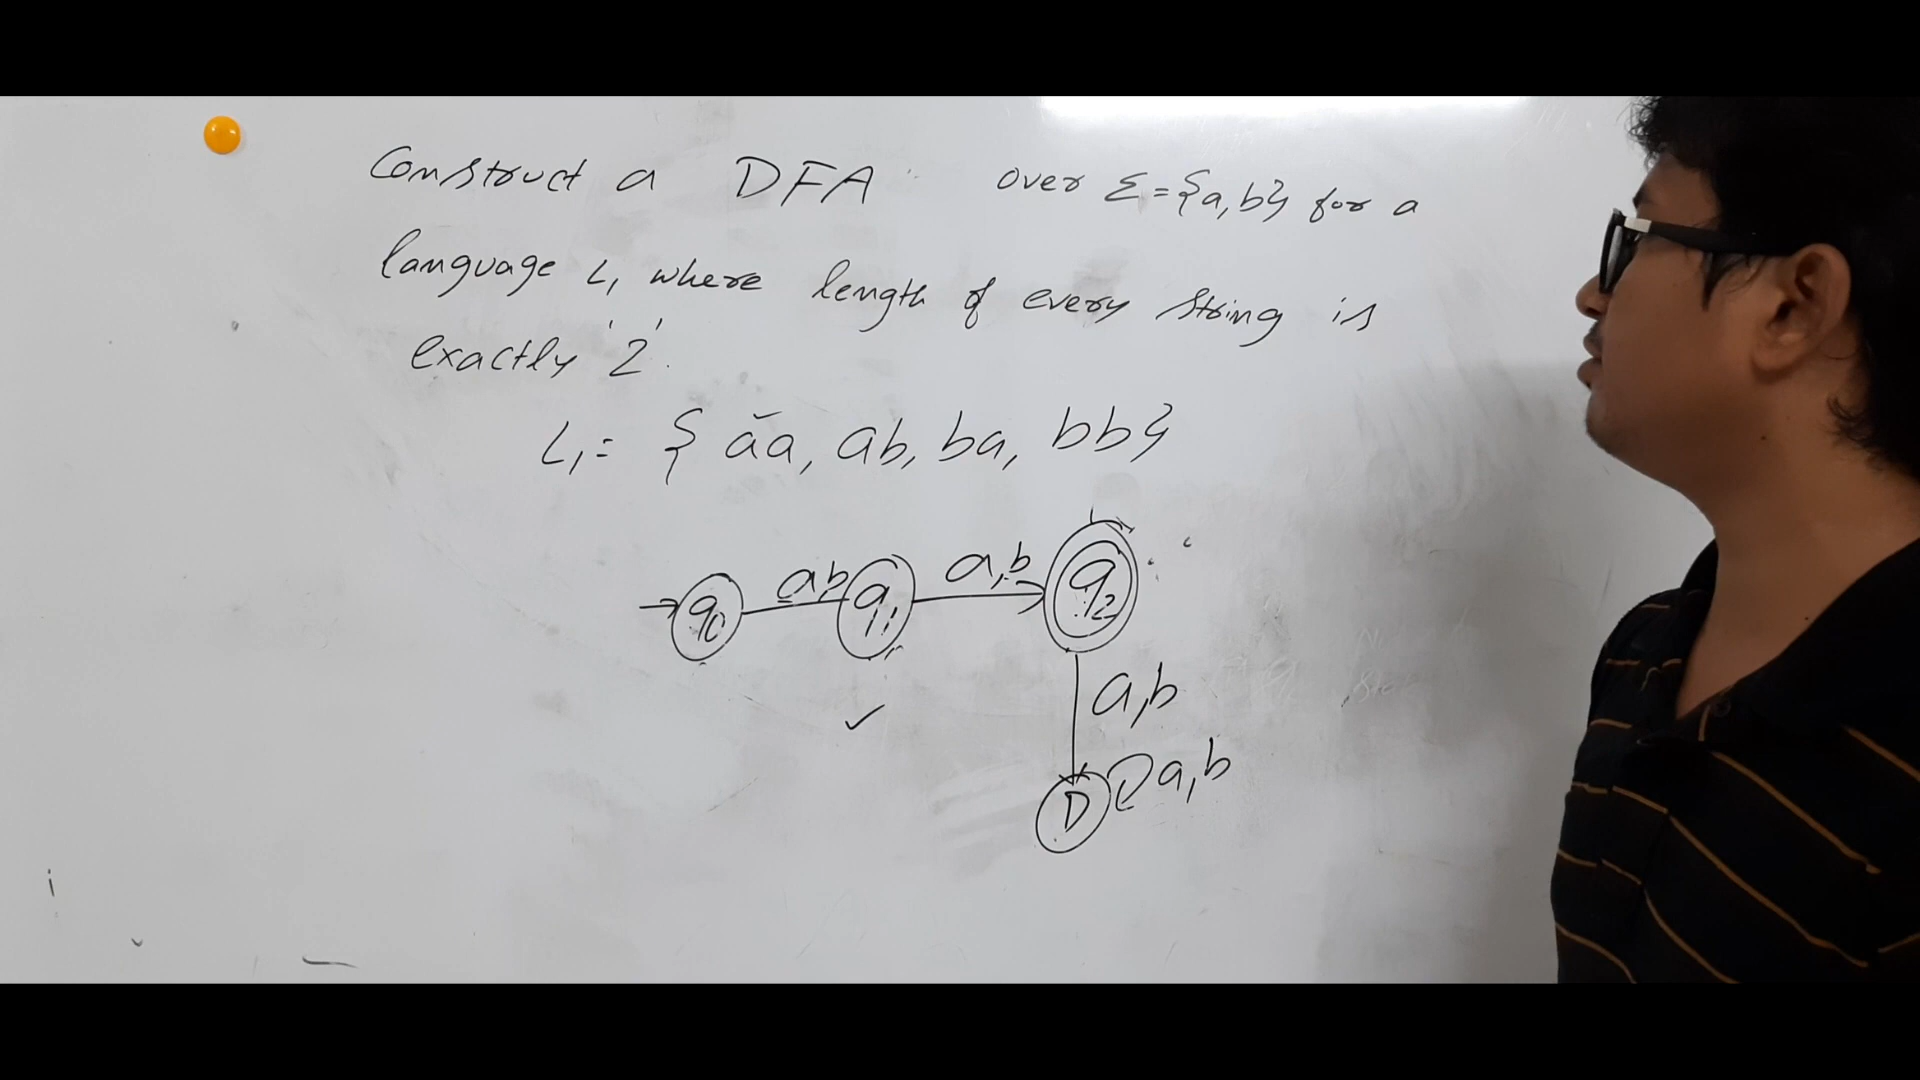 Construct a DFA over Σ={a,b} for a
language L₁ where length of every string is
exactly '2'.
L₁= { aa, ab, ba, bb}
q0 a,b q1 a,b q2
a,b
D a,b